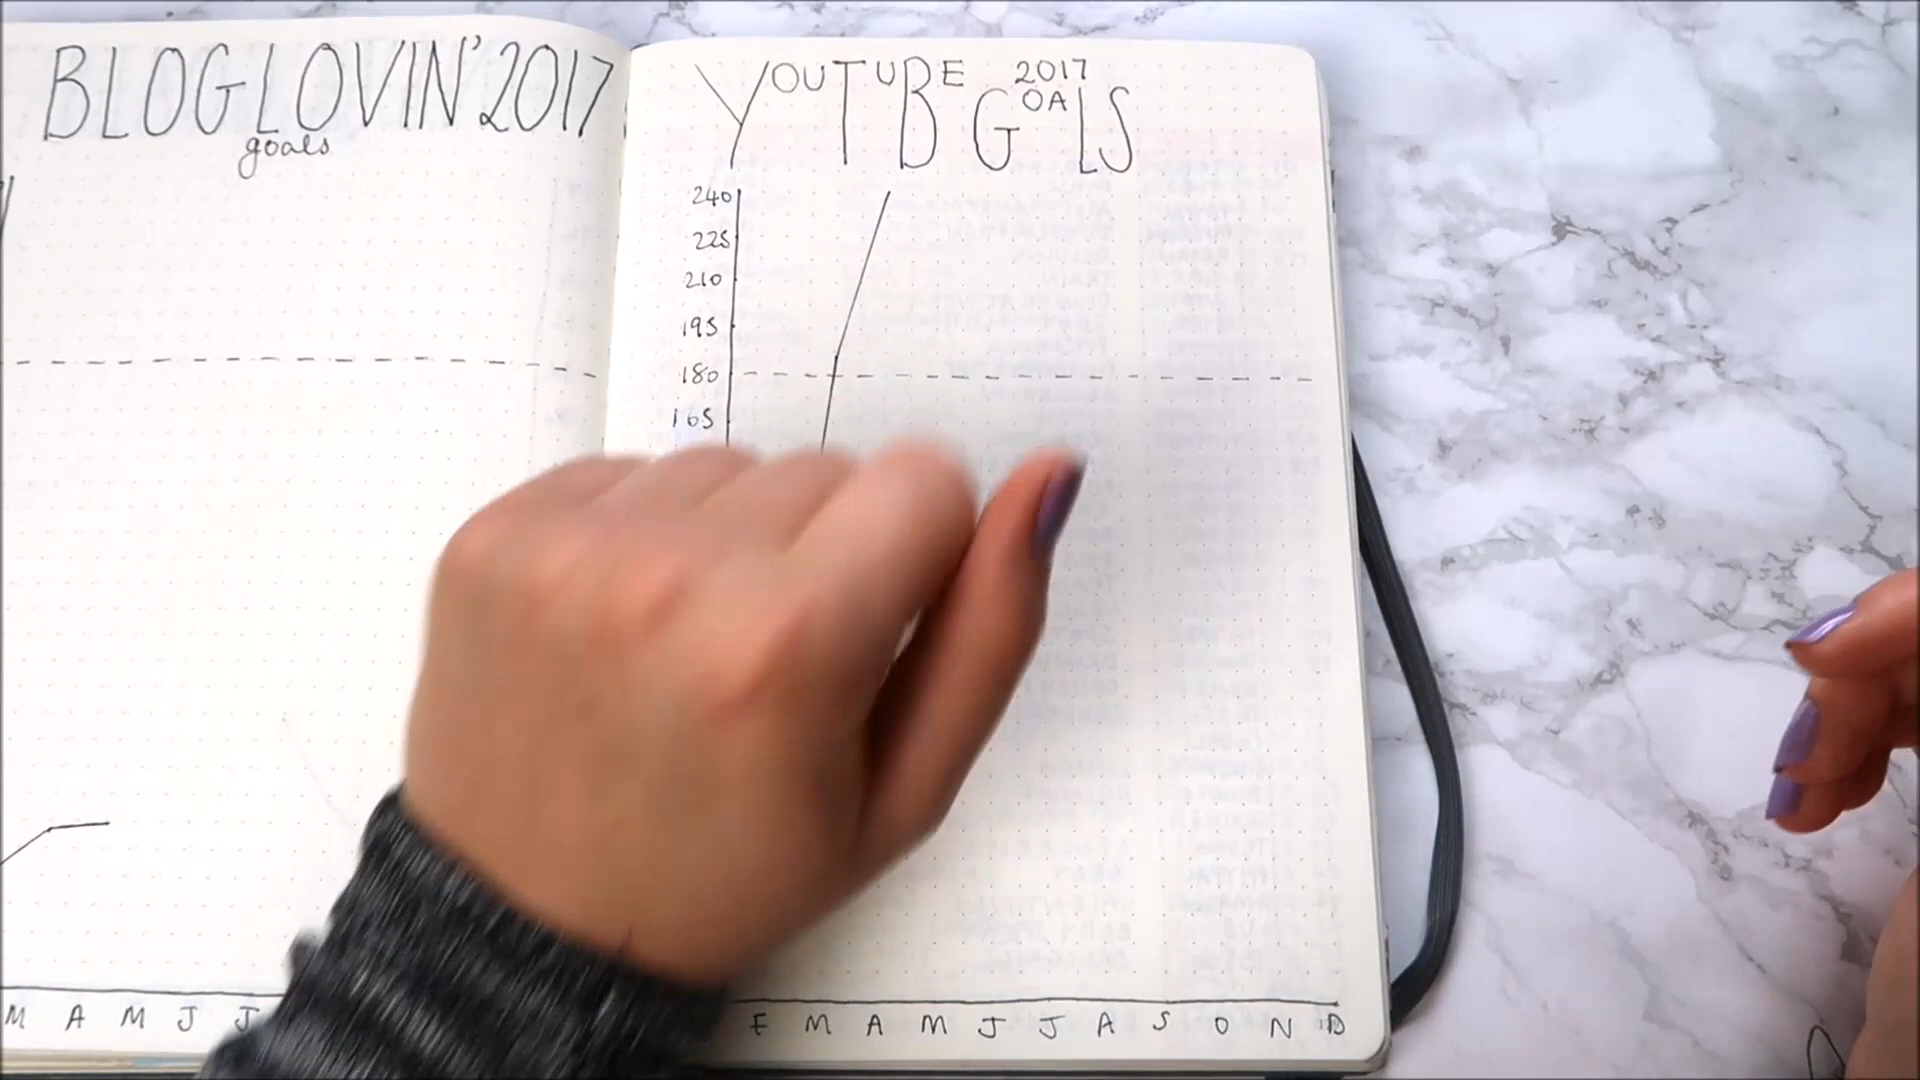 BLOGLOVIN' 2017
goals
M A M J J
YOUTUBE 2017 GOALS
240
225
210
195
180
165
F M A M J J A S O N D